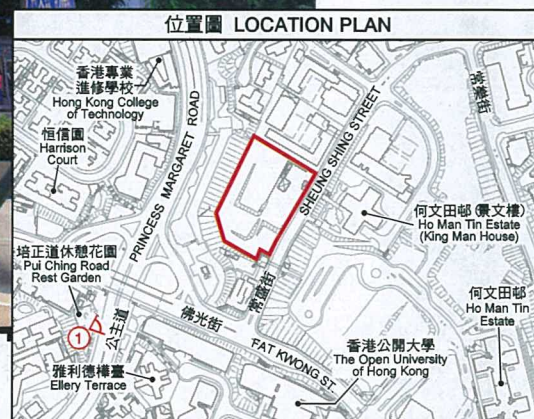 位置圖 LOCATION PLAN
香港專業
進修學校
Hong Kong College
of Technology
恒信園
Harrison
Court
PRINCESS MARGARET ROAD
公主道
SHEUNG SHING STREET
常盛街
常樂街
何文田邨(景文樓)
Ho Man Tin Estate
(King Man House)
培正道休憩花園
Pui Ching Road
Rest Garden
何文田邨
Ho Man Tin
Estate
佛光街
FAT KWONG ST
1
香港公開大學
The Open University
of Hong Kong
雅利德樺臺
Ellery Terrace